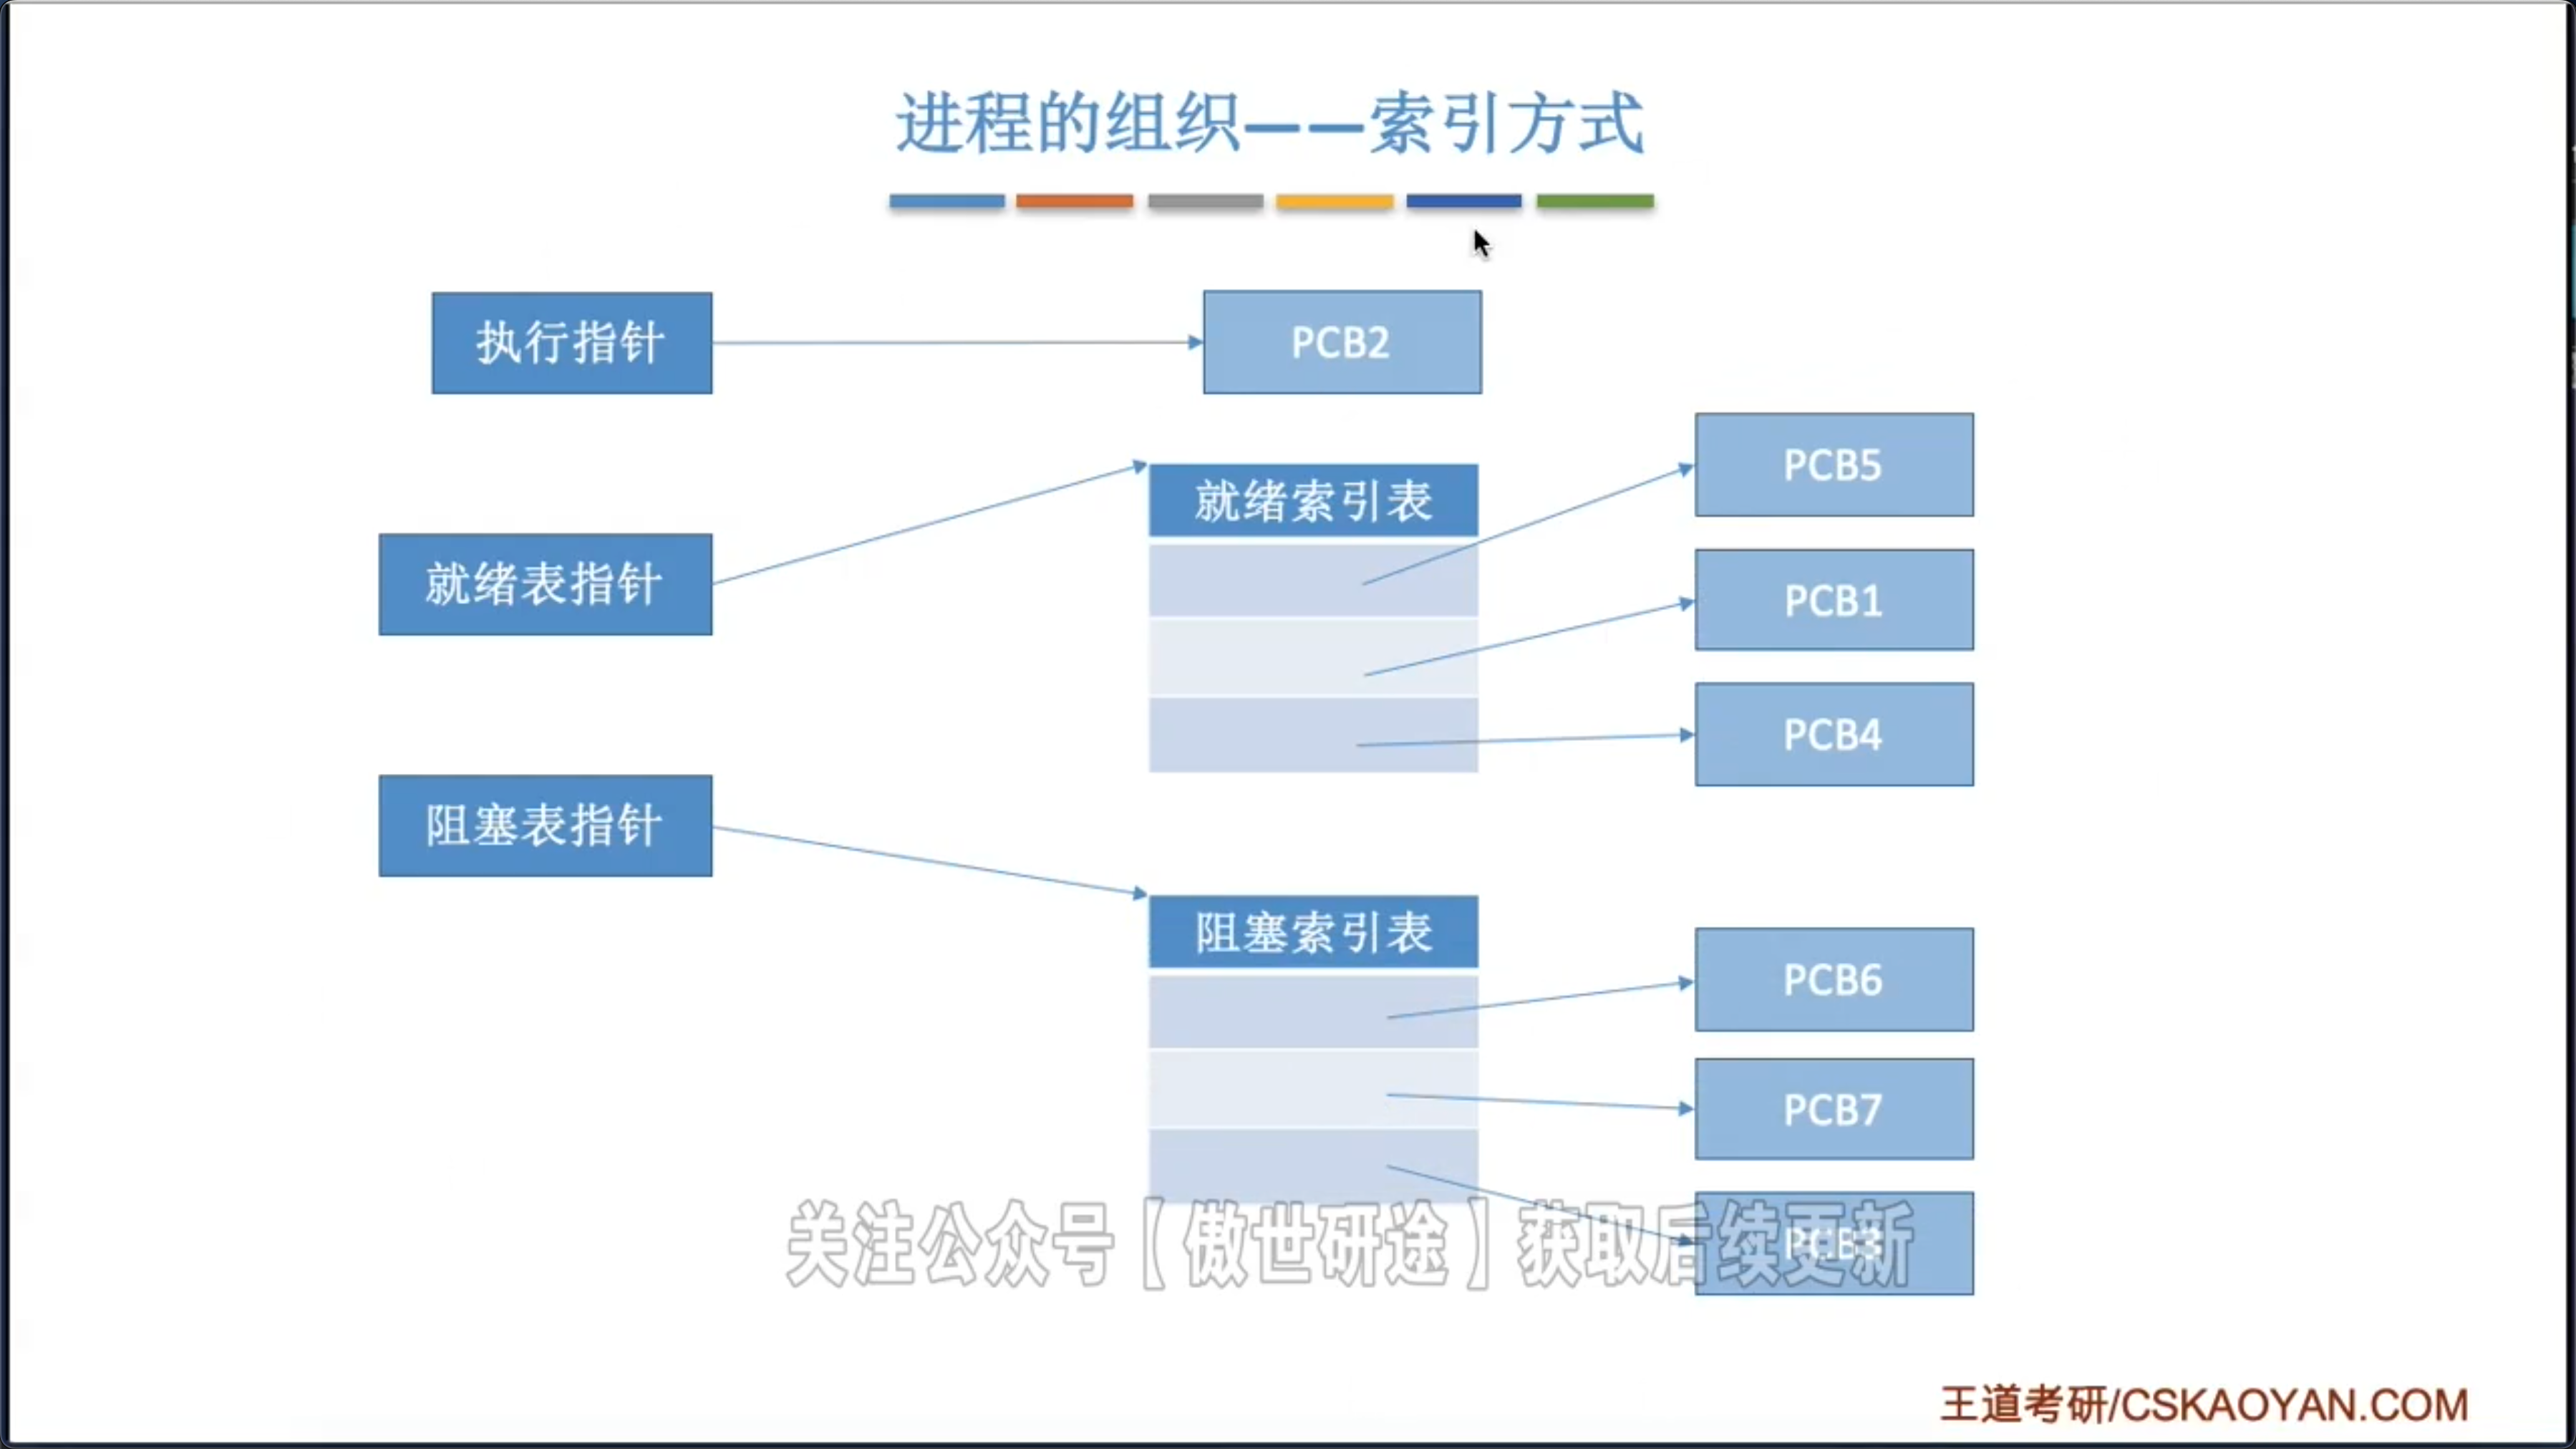 进程的组织——索引方式
执行指针
PCB2
PCB5
就绪索引表
就绪表指针
PCB1
PCB4
阻塞表指针
阻塞索引表
PCB6
PCB7
PCB3
关注公众号【傲世研途】获取后续更新
王道考研/CSKAOYAN.COM